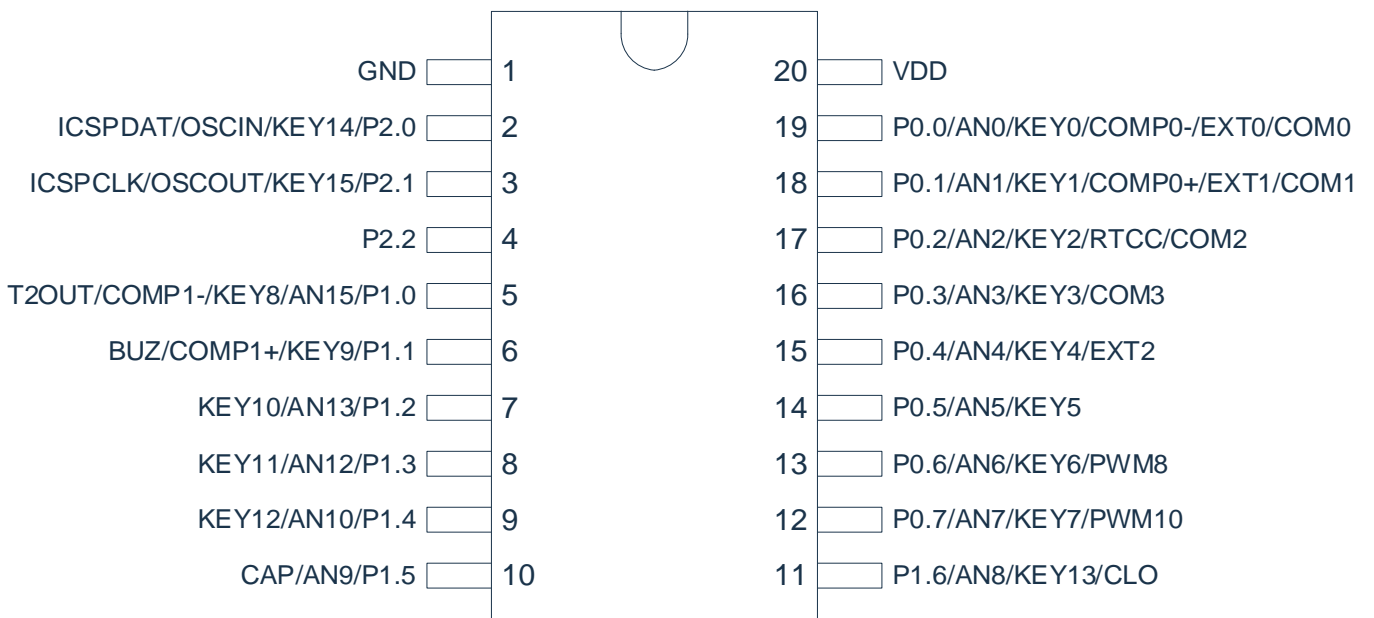 GND 1 20 VDD
ICSPDAT/OSCIN/KEY14/P2.0 2 19 P0.0/AN0/KEY0/COMP0-/EXT0/COM0
ICSPCLK/OSCOUT/KEY15/P2.1 3 18 P0.1/AN1/KEY1/COMP0+/EXT1/COM1
P2.2 4 17 P0.2/AN2/KEY2/RTCC/COM2
T2OUT/COMP1-/KEY8/AN15/P1.0 5 16 P0.3/AN3/KEY3/COM3
BUZ/COMP1+/KEY9/P1.1 6 15 P0.4/AN4/KEY4/EXT2
KEY10/AN13/P1.2 7 14 P0.5/AN5/KEY5
KEY11/AN12/P1.3 8 13 P0.6/AN6/KEY6/PWM8
KEY12/AN10/P1.4 9 12 P0.7/AN7/KEY7/PWM10
CAP/AN9/P1.5 10 11 P1.6/AN8/KEY13/CLO